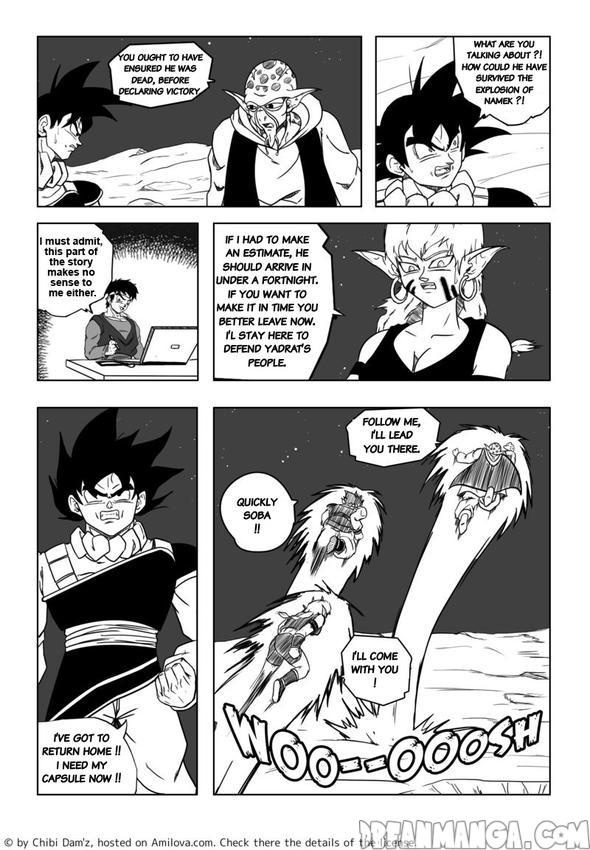 YOU OUGHT TO HAVE
ENSURED HE WAS
DEAD, BEFORE
DECLARING VICTORY
WHAT ARE YOU
TALKING ABOUT ?!
HOW COULD HE HAVE
SURVIVED THE
EXPLOSION OF
NAMEK ?!
I must admit,
this part of
the story
makes no
sense to
me either.
IF I HAD TO MAKE
AN ESTIMATE, HE
SHOULD ARRIVE IN
UNDER A FORTNIGHT.
IF YOU WANT TO
MAKE IT IN TIME YOU
BETTER LEAVE NOW.
I'LL STAY HERE TO
DEFEND YADRAT'S
PEOPLE.
I'VE GOT TO
RETURN HOME !!
I NEED MY
CAPSULE NOW !!
FOLLOW ME,
I'LL LEAD
YOU THERE.
QUICKLY
SOBA
!!
I'LL COME
WITH YOU
!
WOO--OOOSH
© by Chibi Dam'z, hosted on Amilova.com. Check there the details of the license.
DREANMANGA.COM